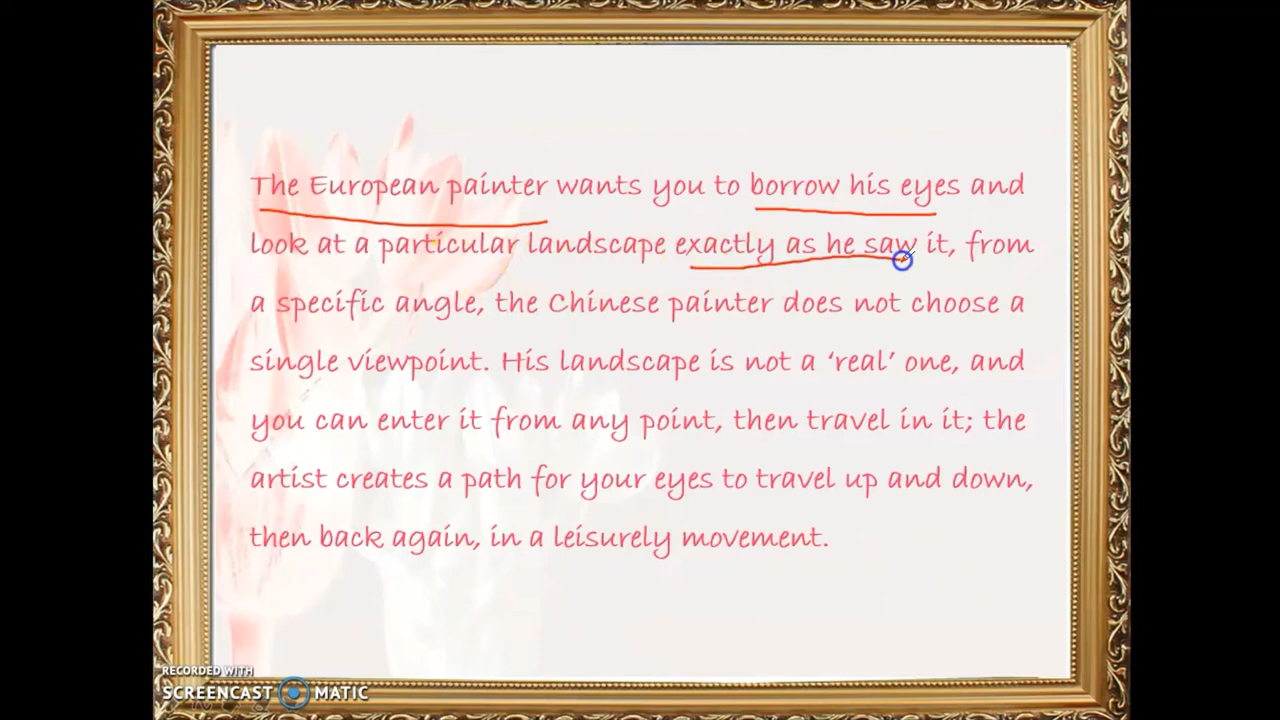 The European painter wants you to borrow his eyes and
look at a particular landscape exactly as he saw it, from
a specific angle, the Chinese painter does not choose a
single viewpoint. His landscape is not a ‘real’ one, and
you can enter it from any point, then travel in it; the
artist creates a path for your eyes to travel up and down,
then back again, in a leisurely movement.
RECORDED WITH
SCREENCAST MATIC